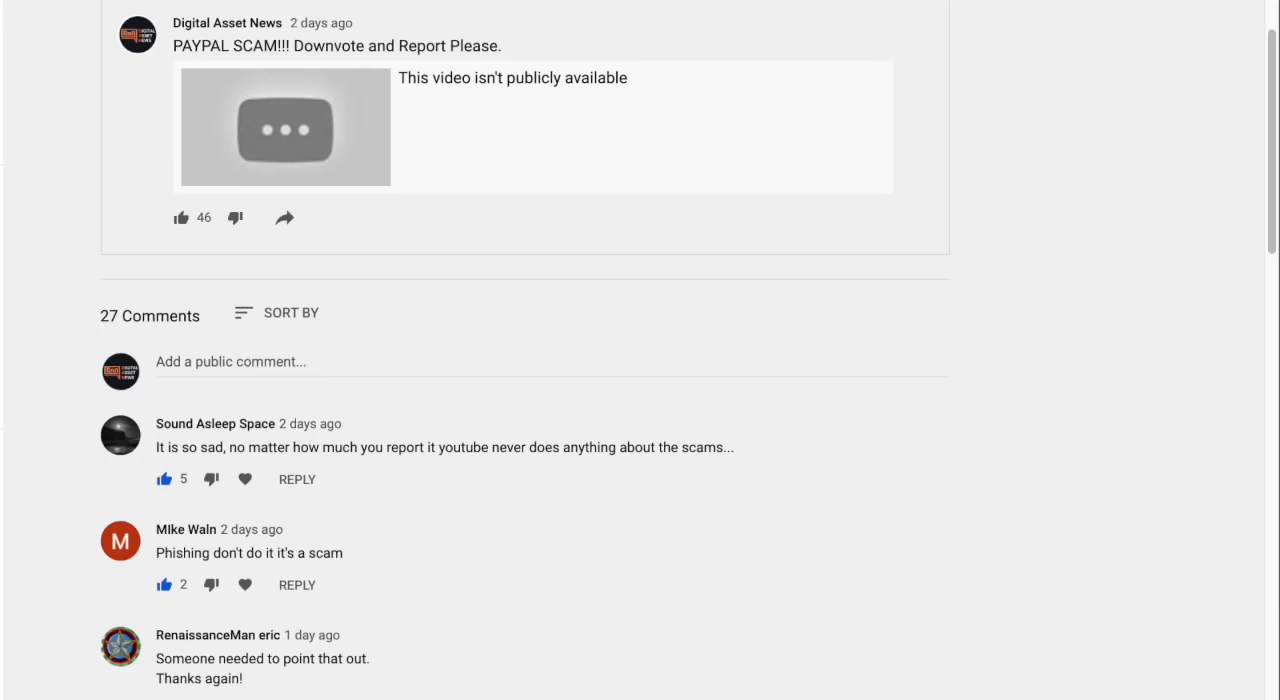 Digital Asset News 2 days ago
PAYPAL SCAM!!! Downvote and Report Please.
This video isn't publicly available
46
27 Comments SORT BY
Add a public comment...
Sound Asleep Space 2 days ago
It is so sad, no matter how much you report it youtube never does anything about the scams...
5 REPLY
M
MIke Waln 2 days ago
Phishing don't do it it's a scam
2 REPLY
RenaissanceMan eric 1 day ago
Someone needed to point that out.
Thanks again!